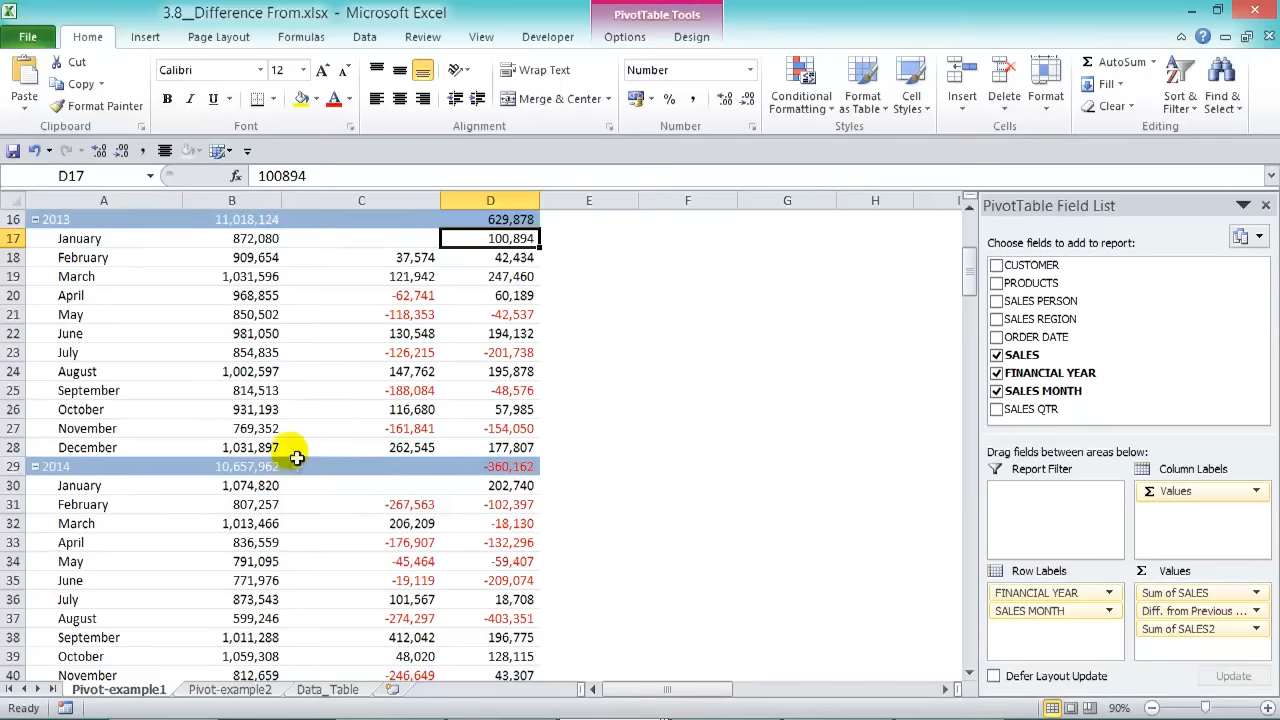 3.8__Difference From.xlsx - Microsoft Excel
PivotTable Tools
File Home Insert Page Layout Formulas Data Review View Developer Options Design
Paste
Cut
Copy
Format Painter
Clipboard
Calibri 12
B I U A
Font
Wrap Text
Merge & Center
Alignment
Number
% ,
Number
Conditional Formatting
Format as Table
Cell Styles
Styles
Insert
Delete
Format
Cells
AutoSum
Fill
Clear
Sort & Filter
Find & Select
Editing
D17 fx 100894
A B C D E F G H I
16 2013 11,018,124 629,878
17 January 872,080 100,894
18 February 909,654 37,574 42,434
19 March 1,031,596 121,942 247,460
20 April 968,855 -62,741 60,189
21 May 850,502 -118,353 -42,537
22 June 981,050 130,548 194,132
23 July 854,835 -126,215 -201,738
24 August 1,002,597 147,762 195,878
25 September 814,513 -188,084 -48,576
26 October 931,193 116,680 57,985
27 November 769,352 -161,841 -154,050
28 December 1,031,897 262,545 177,807
29 2014 10,657,962 -360,162
30 January 1,074,820 202,740
31 February 807,257 -267,563 -102,397
32 March 1,013,466 206,209 -18,130
33 April 836,559 -176,907 -132,296
34 May 791,095 -45,464 -59,407
35 June 771,976 -19,119 -209,074
36 July 873,543 101,567 18,708
37 August 599,246 -274,297 -403,351
38 September 1,011,288 412,042 196,775
39 October 1,059,308 48,020 128,115
40 November 812,659 -246,649 43,307
PivotTable Field List
Choose fields to add to report:
CUSTOMER
PRODUCTS
SALES PERSON
SALES REGION
ORDER DATE
SALES
FINANCIAL YEAR
SALES MONTH
SALES QTR
Drag fields between areas below:
Report Filter
Column Labels
Σ Values
Row Labels
Σ Values
FINANCIAL YEAR
SALES MONTH
Sum of SALES
Diff. from Previous ...
Sum of SALES2
Defer Layout Update
Update
Pivot-example1 Pivot-example2 Data_Table
Ready
90%